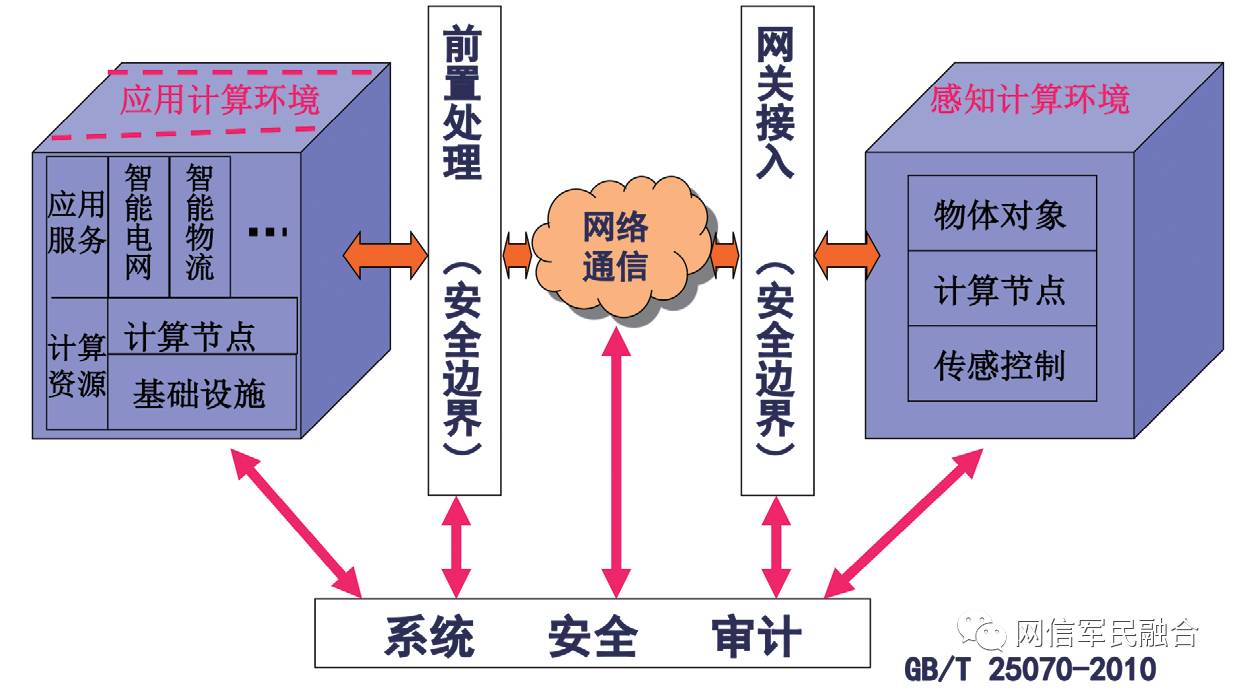 应用计算环境
应用
服务
智能电网
智能物流
...
计算
资源
计算节点
基础设施
前置处理（安全边界）
网络
通信
网关接入（安全边界）
感知计算环境
物体对象
计算节点
传感控制
系统 安全 审计
网信军民融合
GB/T 25070-2010